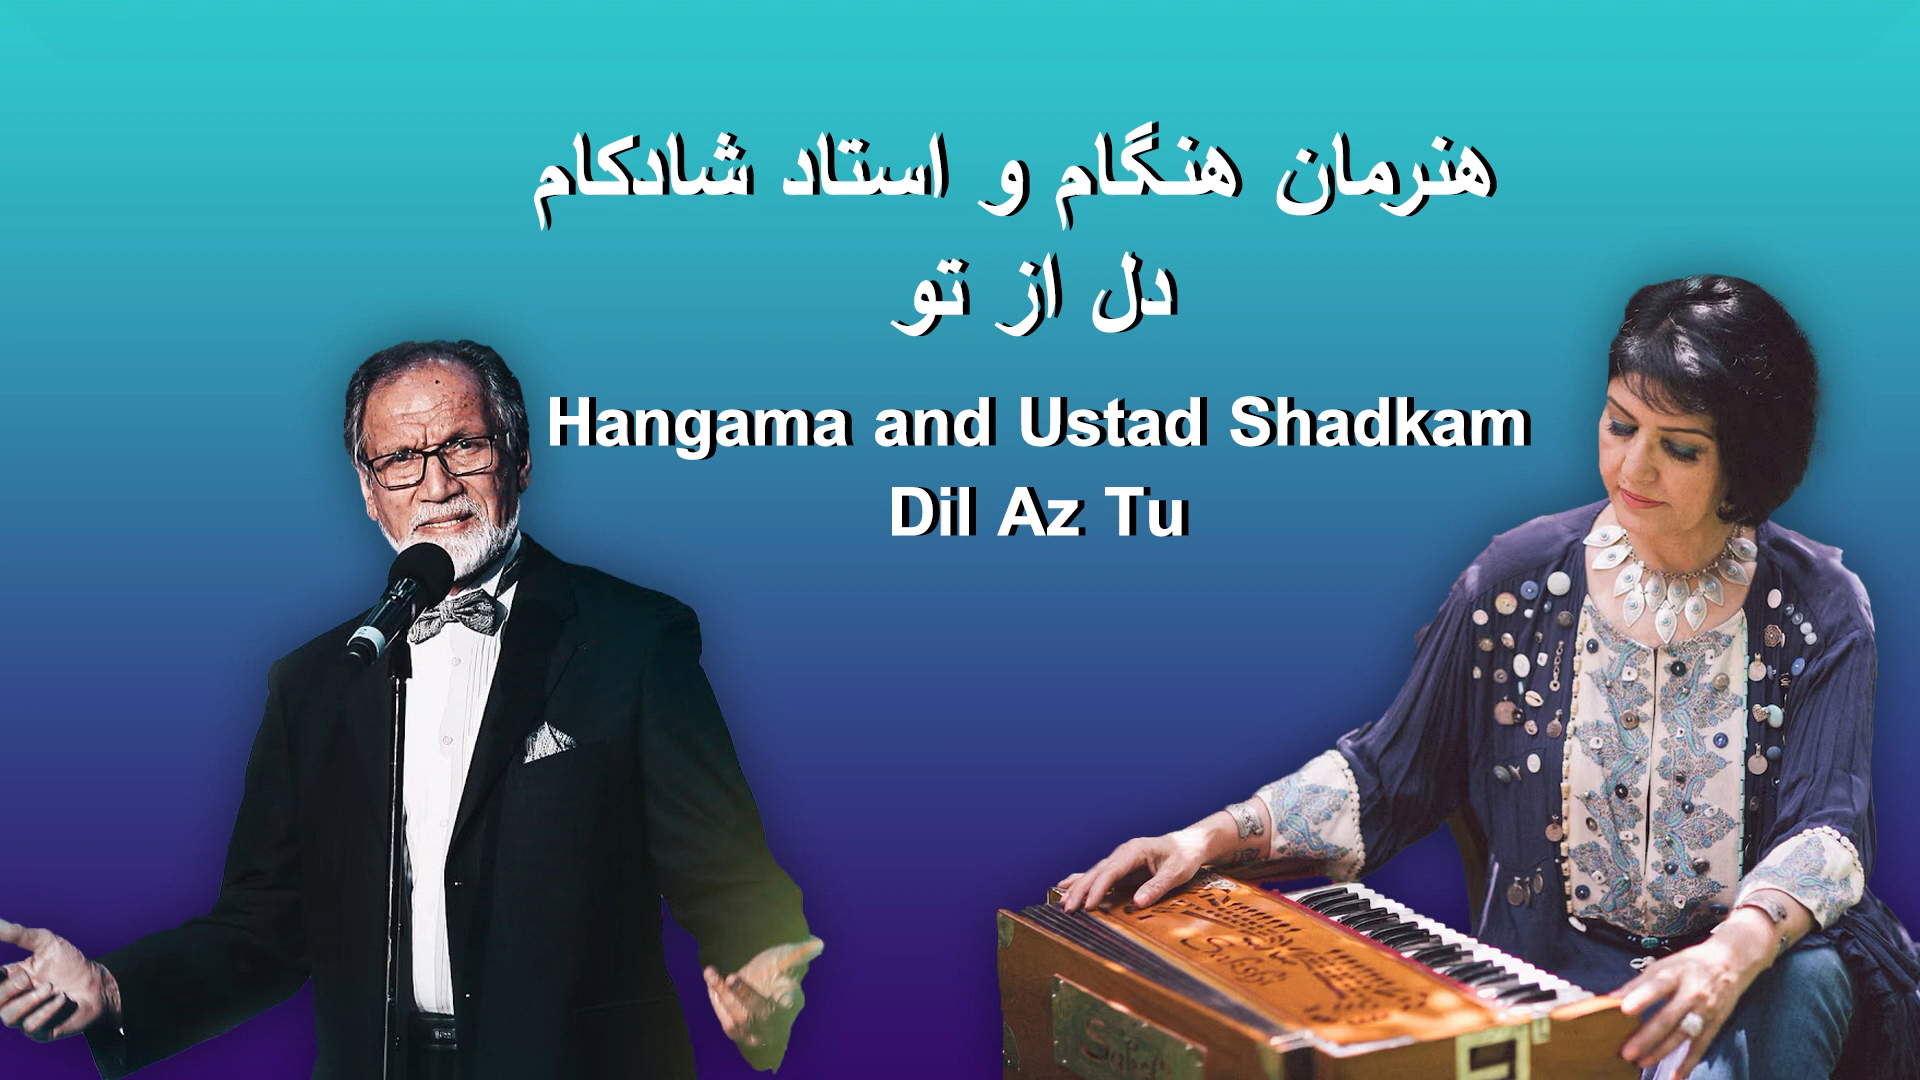 هنرمان هنگام و استاد شادکام
دل از تو
Hangama and Ustad Shadkam
Dil Az Tu